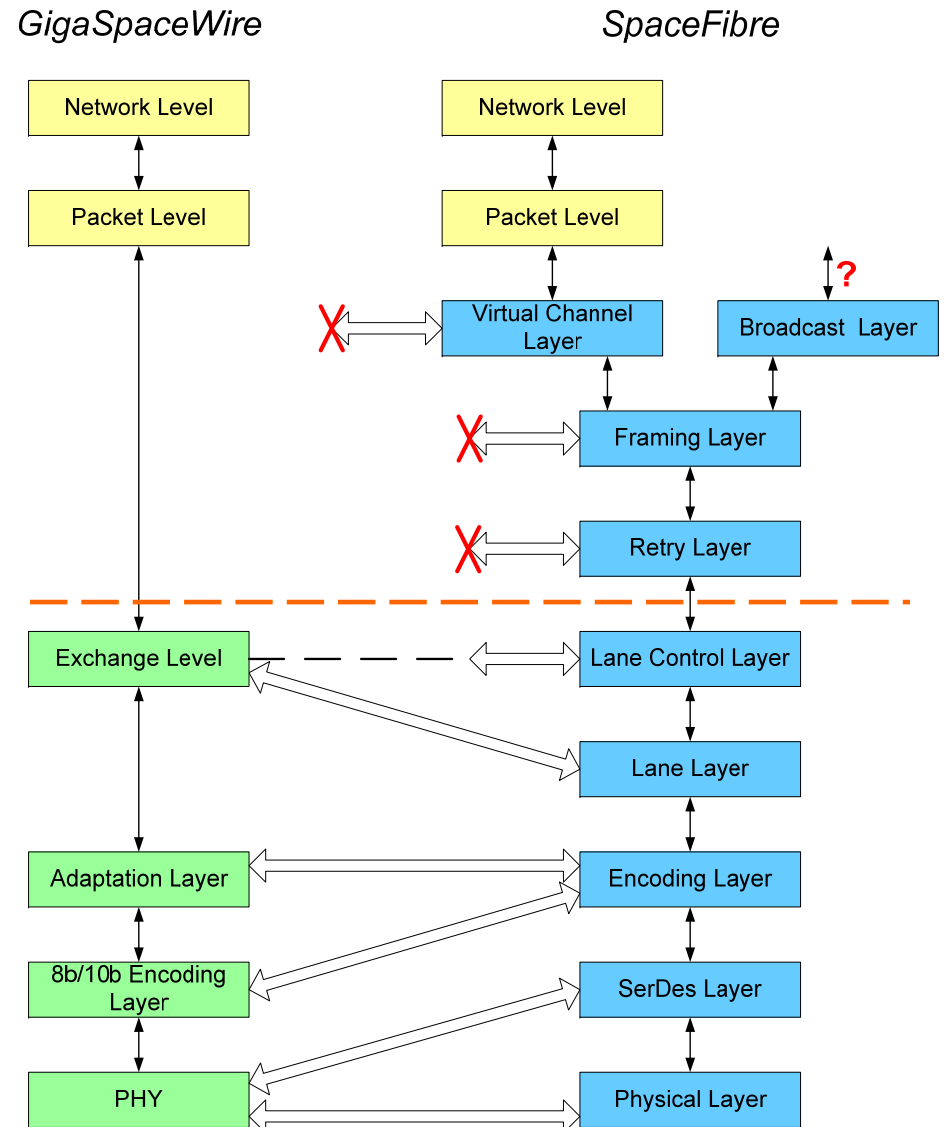 GigaSpaceWire
SpaceFibre
Network Level
Network Level
Packet Level
Packet Level
?
Virtual Channel
Layer
Broadcast  Layer
Framing Layer
Retry Layer
Exchange Level
Lane Control Layer
Lane Layer
Adaptation Layer
Encoding Layer
8b/10b Encoding
Layer
SerDes Layer
PHY
Physical Layer